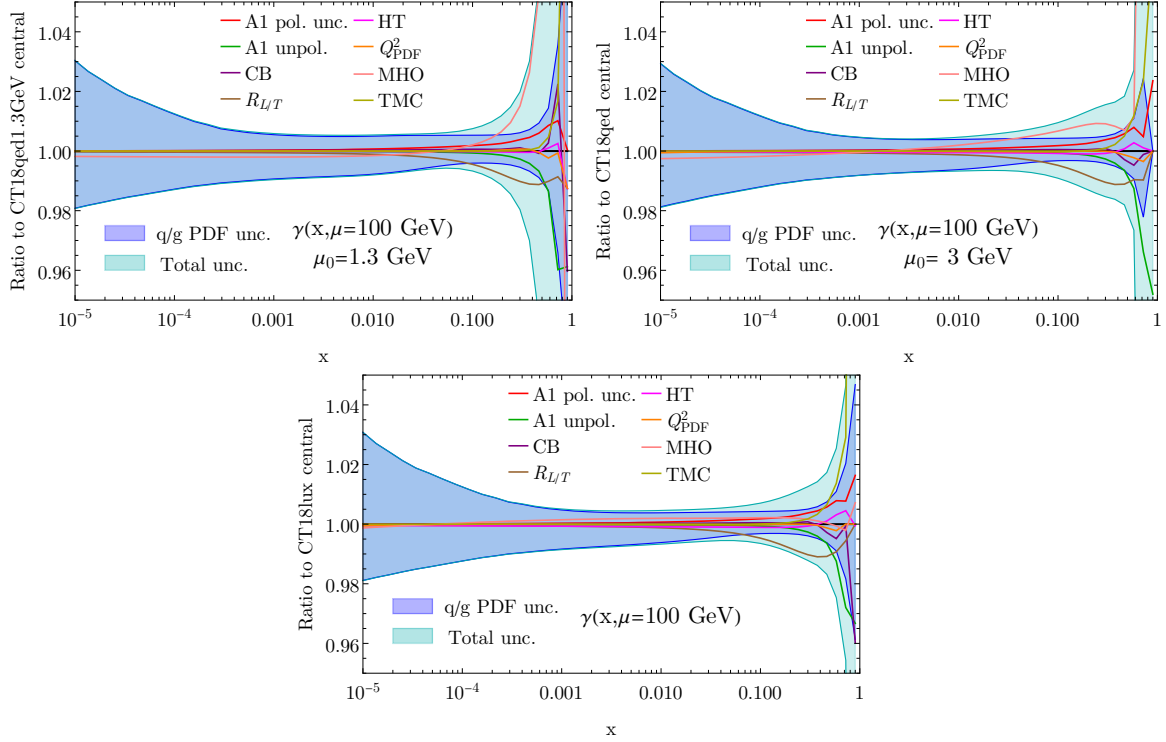 Ratio to CT18qed1.3GeV central
1.04
1.02
1.00
0.98
0.96
A1 pol. unc.
A1 unpol.
CB
R_{L/T}
HT
Q²_PDF
MHO
TMC
q/g PDF unc.
Total unc.
γ(x,μ=100 GeV)
μ₀=1.3 GeV
10⁻⁵ 10⁻⁴ 0.001 0.010 0.100 1
x
Ratio to CT18qed central
1.04
1.02
1.00
0.98
0.96
A1 pol. unc.
A1 unpol.
CB
R_{L/T}
HT
Q²_PDF
MHO
TMC
q/g PDF unc.
Total unc.
γ(x,μ=100 GeV)
μ₀= 3 GeV
10⁻⁵ 10⁻⁴ 0.001 0.010 0.100 1
x
Ratio to CT18lux central
1.04
1.02
1.00
0.98
0.96
A1 pol. unc.
A1 unpol.
CB
R_{L/T}
HT
Q²_PDF
MHO
TMC
q/g PDF unc.
Total unc.
γ(x,μ=100 GeV)
10⁻⁵ 10⁻⁴ 0.001 0.010 0.100 1
x